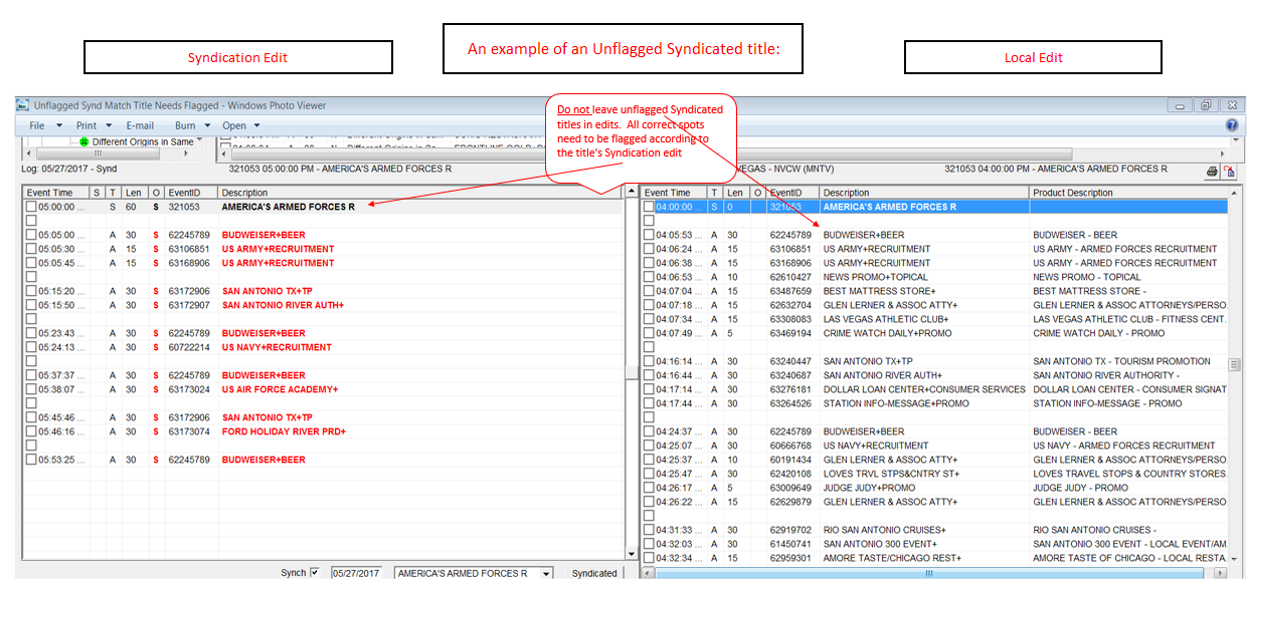 An example of an Unflagged Syndicated title:
Syndication Edit
Local Edit
Unflagged Synd Match Title Needs Flagged - Windows Photo Viewer
File Print E-mail Burn Open
Do not leave unflagged Syndicated
titles in edits. All correct spots
need to be flagged according to
the title's Syndication edit
Different Origins in Same
Log: 05/27/2017 - Synd 321053 05:00:00 PM - AMERICA'S ARMED FORCES R
VEGAS - NVCW (MNTV) 321053 04:00:00 PM - AMERICA'S ARMED FORCES R
Event Time S T Len O EventID Description
05:00:00 ... S 60 S 321053 AMERICA'S ARMED FORCES R
05:05:00 ... A 30 S 62245789 BUDWEISER+BEER
05:05:30 ... A 15 S 63106851 US ARMY+RECRUITMENT
05:05:45 ... A 15 S 63168906 US ARMY+RECRUITMENT
05:15:20 ... A 30 S 63172906 SAN ANTONIO TX+TP
05:15:50 ... A 30 S 63172907 SAN ANTONIO RIVER AUTH+
05:23:43 ... A 30 S 62245789 BUDWEISER+BEER
05:24:13 ... A 30 S 60722214 US NAVY+RECRUITMENT
05:37:37 ... A 30 S 62245789 BUDWEISER+BEER
05:38:07 ... A 30 S 63173024 US AIR FORCE ACADEMY+
05:45:46 ... A 30 S 63172906 SAN ANTONIO TX+TP
05:46:16 ... A 30 S 63173074 FORD HOLIDAY RIVER PRD+
05:53:25 ... A 30 S 62245789 BUDWEISER+BEER
Synch 05/27/2017 AMERICA'S ARMED FORCES R Syndicated
Event Time T Len O EventID Description Product Description
04:00:00 ... S 0 321053 AMERICA'S ARMED FORCES R
04:05:53 ... A 30 62245789 BUDWEISER+BEER BUDWEISER - BEER
04:06:24 ... A 15 63106851 US ARMY+RECRUITMENT US ARMY - ARMED FORCES RECRUITMENT
04:06:38 ... A 15 63168906 US ARMY+RECRUITMENT US ARMY - ARMED FORCES RECRUITMENT
04:06:53 ... A 10 62610427 NEWS PROMO+TOPICAL NEWS PROMO - TOPICAL
04:07:04 ... A 15 63487659 BEST MATTRESS STORE+ BEST MATTRESS STORE -
04:07:18 ... A 15 62632704 GLEN LERNER & ASSOC ATTY+ GLEN LERNER & ASSOC ATTORNEYS/PERSO
04:07:34 ... A 15 63308083 LAS VEGAS ATHLETIC CLUB+ LAS VEGAS ATHLETIC CLUB - FITNESS CENT
04:07:49 ... A 5 63469194 CRIME WATCH DAILY+PROMO CRIME WATCH DAILY - PROMO
04:16:14 ... A 30 63240447 SAN ANTONIO TX+TP SAN ANTONIO TX - TOURISM PROMOTION
04:16:44 ... A 30 63240687 SAN ANTONIO RIVER AUTH+ SAN ANTONIO RIVER AUTHORITY -
04:17:14 ... A 30 63276181 DOLLAR LOAN CENTER+CONSUMER SERVICES DOLLAR LOAN CENTER - CONSUMER SIGNAT
04:17:44 ... A 30 63264526 STATION INFO-MESSAGE+PROMO STATION INFO-MESSAGE - PROMO
04:24:37 ... A 30 62245789 BUDWEISER+BEER BUDWEISER - BEER
04:25:07 ... A 30 60666768 US NAVY+RECRUITMENT US NAVY - ARMED FORCES RECRUITMENT
04:25:37 ... A 10 60191434 GLEN LERNER & ASSOC ATTY+ GLEN LERNER & ASSOC ATTORNEYS/PERSO
04:25:47 ... A 30 62420108 LOVES TRVL STPS&CNTRY ST+ LOVES TRAVEL STOPS & COUNTRY STORES
04:26:17 ... A 5 63009649 JUDGE JUDY+PROMO JUDGE JUDY - PROMO
04:26:22 ... A 15 62629879 GLEN LERNER & ASSOC ATTY+ GLEN LERNER & ASSOC ATTORNEYS/PERSO
04:31:33 ... A 30 62919702 RIO SAN ANTONIO CRUISES+ RIO SAN ANTONIO CRUISES -
04:32:03 ... A 30 61450741 SAN ANTONIO 300 EVENT+ SAN ANTONIO 300 EVENT - LOCAL EVENT/AM
04:32:34 ... A 15 62959301 AMORE TASTE/CHICAGO REST+ AMORE TASTE OF CHICAGO - LOCAL RESTA